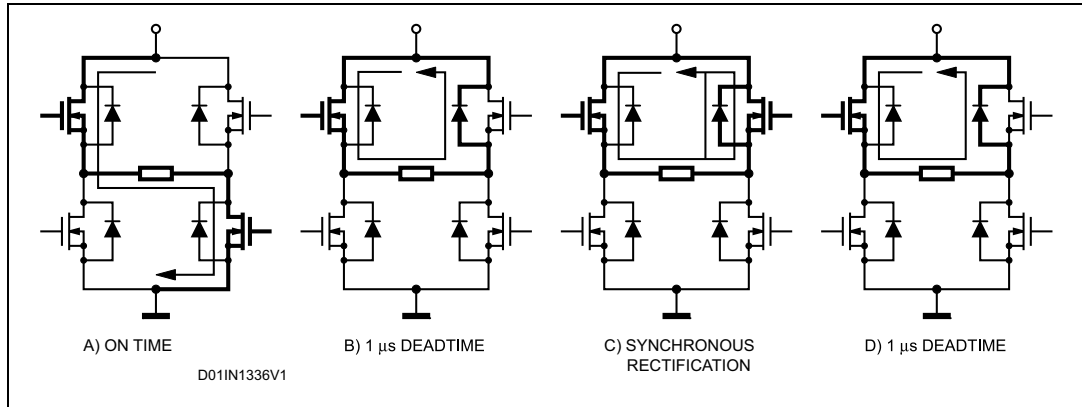 A) ON TIME
B) 1 μs DEADTIME
C) SYNCHRONOUS
RECTIFICATION
D) 1 μs DEADTIME
D01IN1336V1